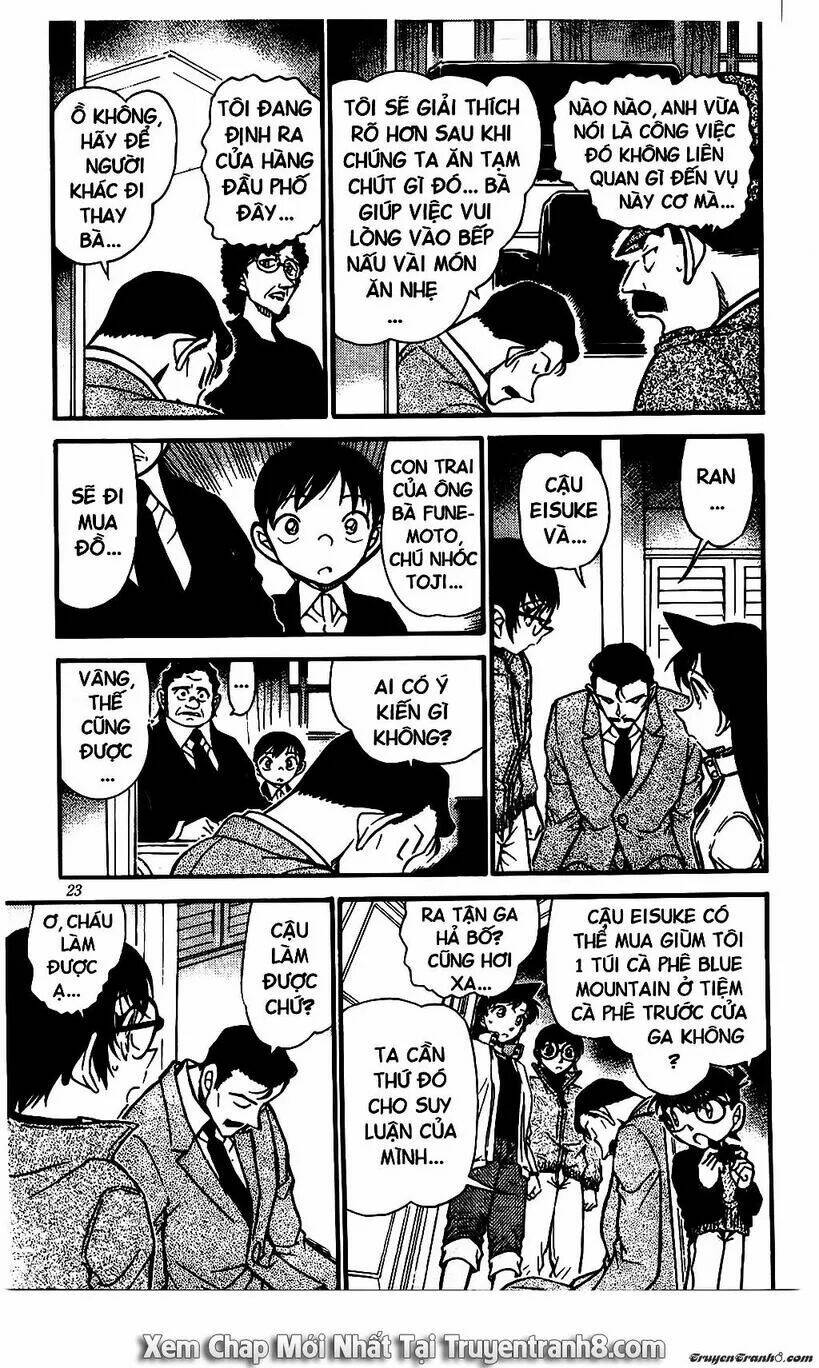 NÀO NÀO, ANH VỪA
NÓI LÀ CÔNG VIỆC
ĐÓ KHÔNG LIÊN
QUAN GÌ ĐẾN VỤ
NÀY CƠ MÀ...
TÔI SẼ GIẢI THÍCH
RÕ HƠN SAU KHI
CHÚNG TA ĂN TẠM
CHÚT GÌ ĐÓ... BÀ
GIÚP VIỆC VUI
LÒNG VÀO BẾP
NẤU VÀI MÓN
ĂN NHẸ
...
TÔI ĐANG
ĐỊNH RA
CỬA HÀNG
ĐẦU PHỐ
ĐÂY...
Ồ KHÔNG,
HÃY ĐỂ
NGƯỜI
KHÁC ĐI
THAY
BÀ...
RAN
...
CẬU
EISUKE
VÀ...
CON TRAI
CỦA ÔNG
BÀ FUNE-
MOTO,
CHÚ NHÓC
TOJI...
SẼ ĐI
MUA
ĐỒ...
AI CÓ Ý
KIẾN GÌ
KHÔNG?
...
VÂNG,
THẾ
CŨNG
ĐƯỢC
...
23
CẬU EISUKE CÓ
THỂ MUA GIÙM TÔI
1 TÚI CÀ PHÊ BLUE
MOUNTAIN Ở TIỆM
CÀ PHÊ TRƯỚC CỬA
GA KHÔNG
?
RA TẬN GA
HẢ BỐ?
CŨNG HƠI
XA...
TA CẦN
THỨ ĐÓ
CHO SUY
LUẬN CỦA
MÌNH...
CẬU
LÀM
ĐƯỢC
CHỨ?
Ơ, CHÁU
LÀM
ĐƯỢC
Ạ...
Xem Chap Mới Nhất Tại Truyentranh8.com
TruyenTranh8.com